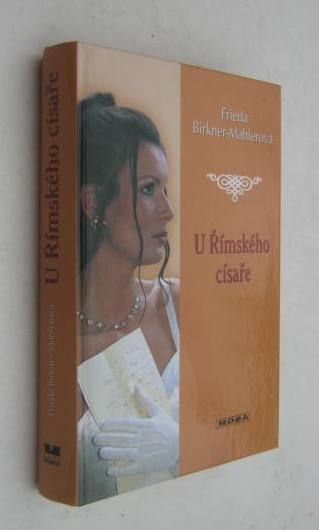 Frieda
Birkner-Mahlerová
U Římského
císaře
MOBA
U Římského císaře
Frieda Birkner-Mahlerová